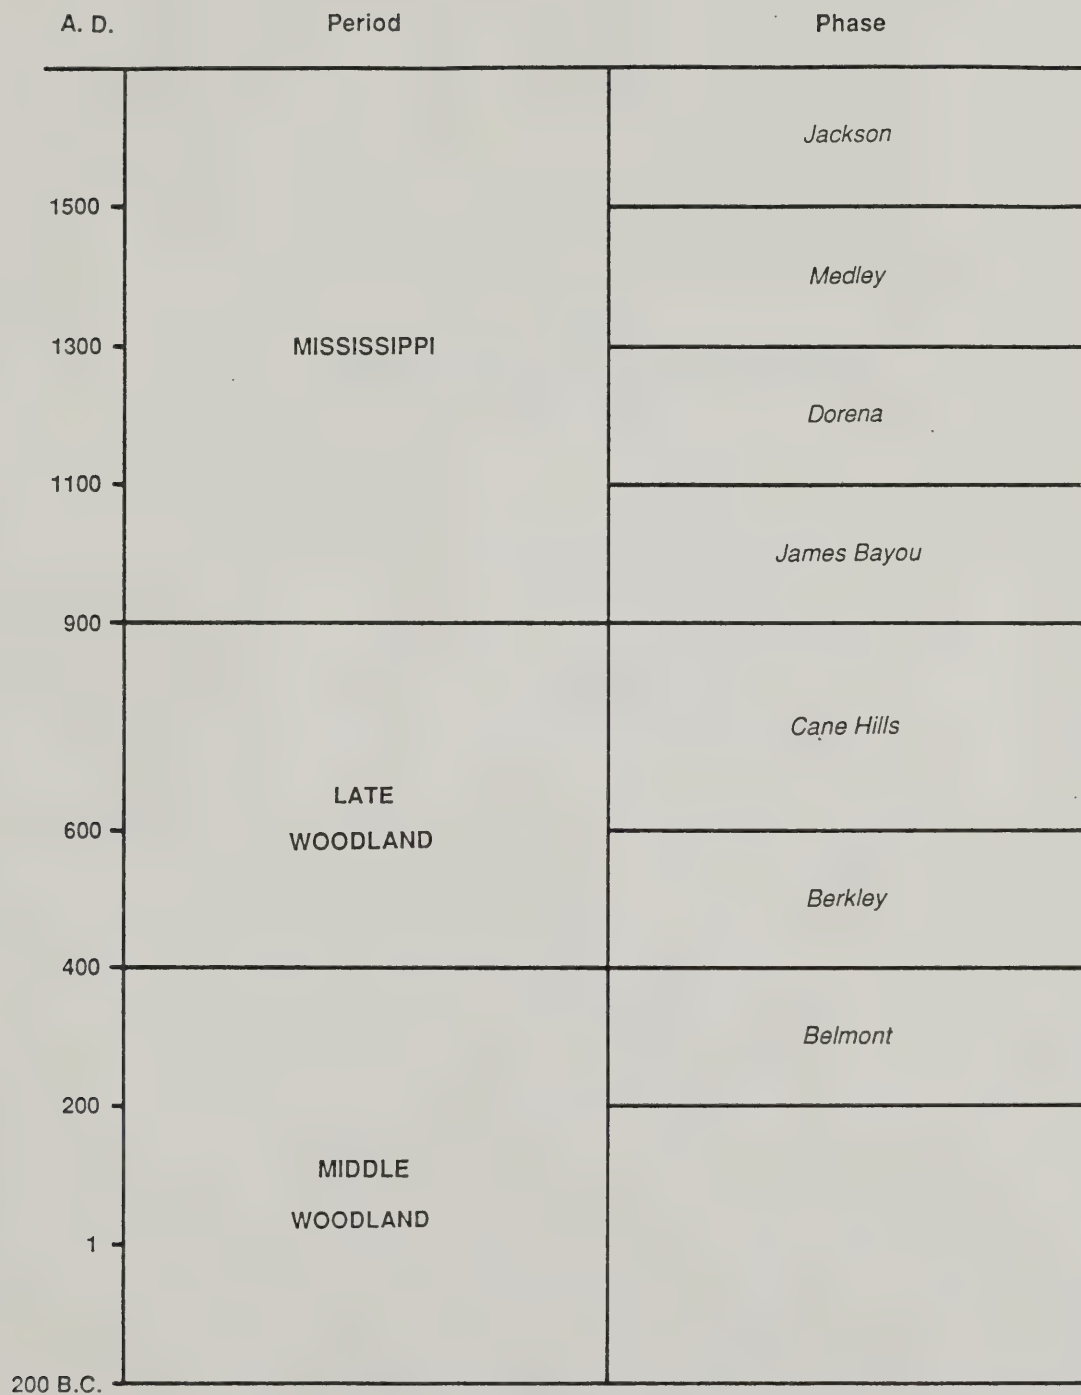 A. D. Period Phase
Jackson
1500
Medley
1300 MISSISSIPPI
Dorena
1100
James Bayou
900
Cane Hills
LATE
600
WOODLAND
Berkley
400
Belmont
200
MIDDLE
WOODLAND
1
200 B.C.